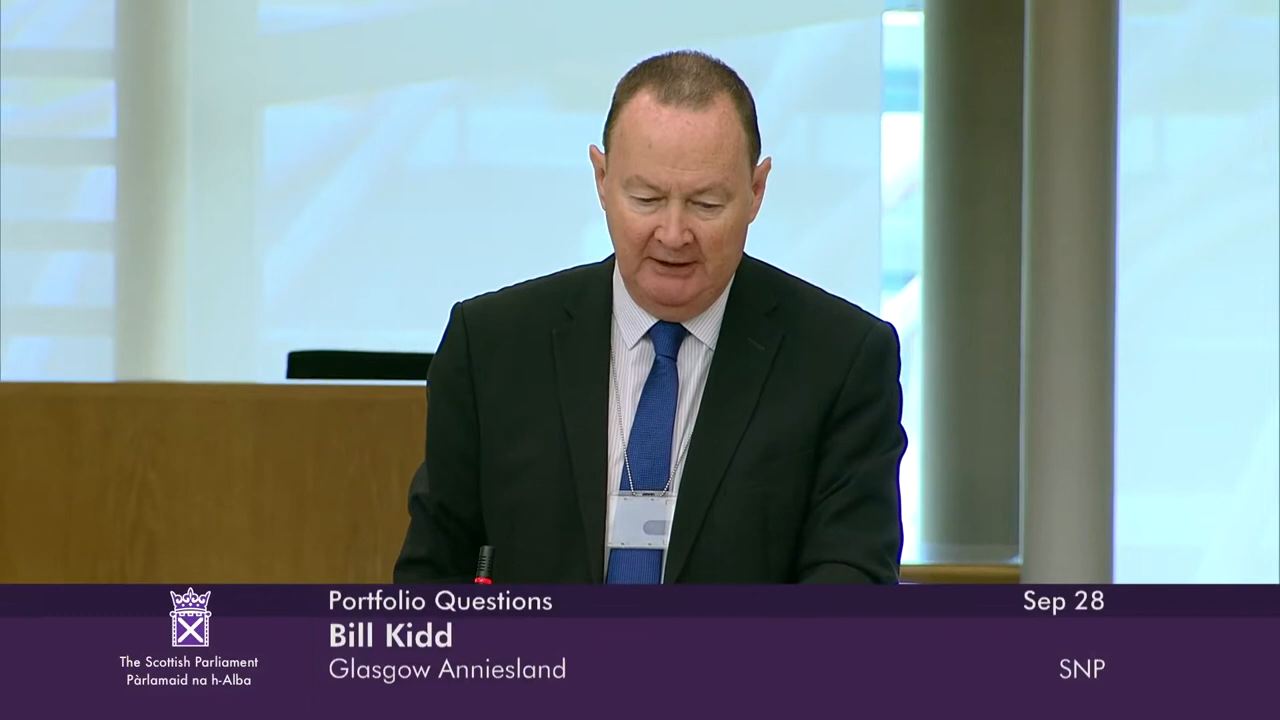 Portfolio Questions
Sep 28
Bill Kidd
Glasgow Anniesland
SNP
The Scottish Parliament
Pàrlamaid na h-Alba